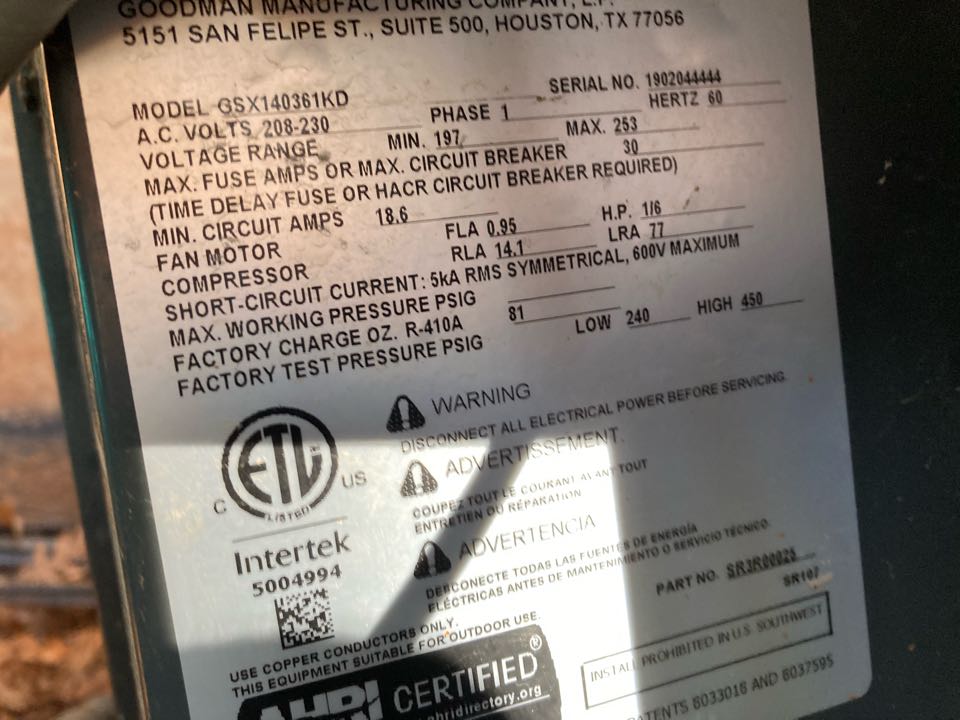 GOODMAN MANUFACTURING COMPANY, L.P.
5151 SAN FELIPE ST., SUITE 500, HOUSTON, TX 77056
MODEL GSX140361KD SERIAL NO. 1902044444
A.C. VOLTS 208-230 PHASE 1 HERTZ 60
VOLTAGE RANGE MIN. 197 MAX. 253
MAX. FUSE AMPS OR MAX. CIRCUIT BREAKER 30
(TIME DELAY FUSE OR HACR CIRCUIT BREAKER REQUIRED)
MIN. CIRCUIT AMPS 18.6
FAN MOTOR FLA 0.95 H.P. 1/6
COMPRESSOR RLA 14.1 LRA 77
SHORT-CIRCUIT CURRENT: 5kA RMS SYMMETRICAL, 600V MAXIMUM
MAX. WORKING PRESSURE PSIG
FACTORY CHARGE OZ. R-410A 81
FACTORY TEST PRESSURE PSIG LOW 240 HIGH 450
WARNING
DISCONNECT ALL ELECTRICAL POWER BEFORE SERVICING.
ADVERTISSEMENT.
COUPEZ TOUT LE COURANT AVANT TOUT
ENTRETIEN OU RÉPARATION
ADVERTENCIA
DESCONECTE TODAS LAS FUENTES DE ENERGÍA
ELÉCTRICAS ANTES DE MANTENIMIENTO O SERVICIO TÉCNICO.
C ETL US
LISTED
Intertek
5004994
PART NO. SR3R00025
SR107
USE COPPER CONDUCTORS ONLY.
THIS EQUIPMENT SUITABLE FOR OUTDOOR USE.
INSTALL PROHIBITED IN U.S. SOUTHWEST
AHRI CERTIFIED®
ahridirectory.org
PATENTS 6033016 AND 6037595